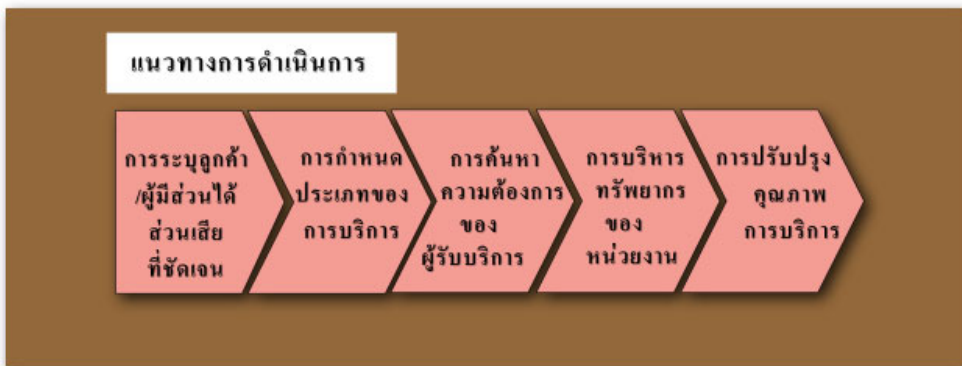 แนวทางการดำเนินการ
การระบุลูกค้า
/ผู้มีส่วนได้
ส่วนเสีย
ที่ชัดเจน
การกำหนด
ประเภทของ
การบริการ
การค้นหา
ความต้องการ
ของ
ผู้รับบริการ
การบริหาร
ทรัพยากร
ของ
หน่วยงาน
การปรับปรุง
คุณภาพ
การบริการ